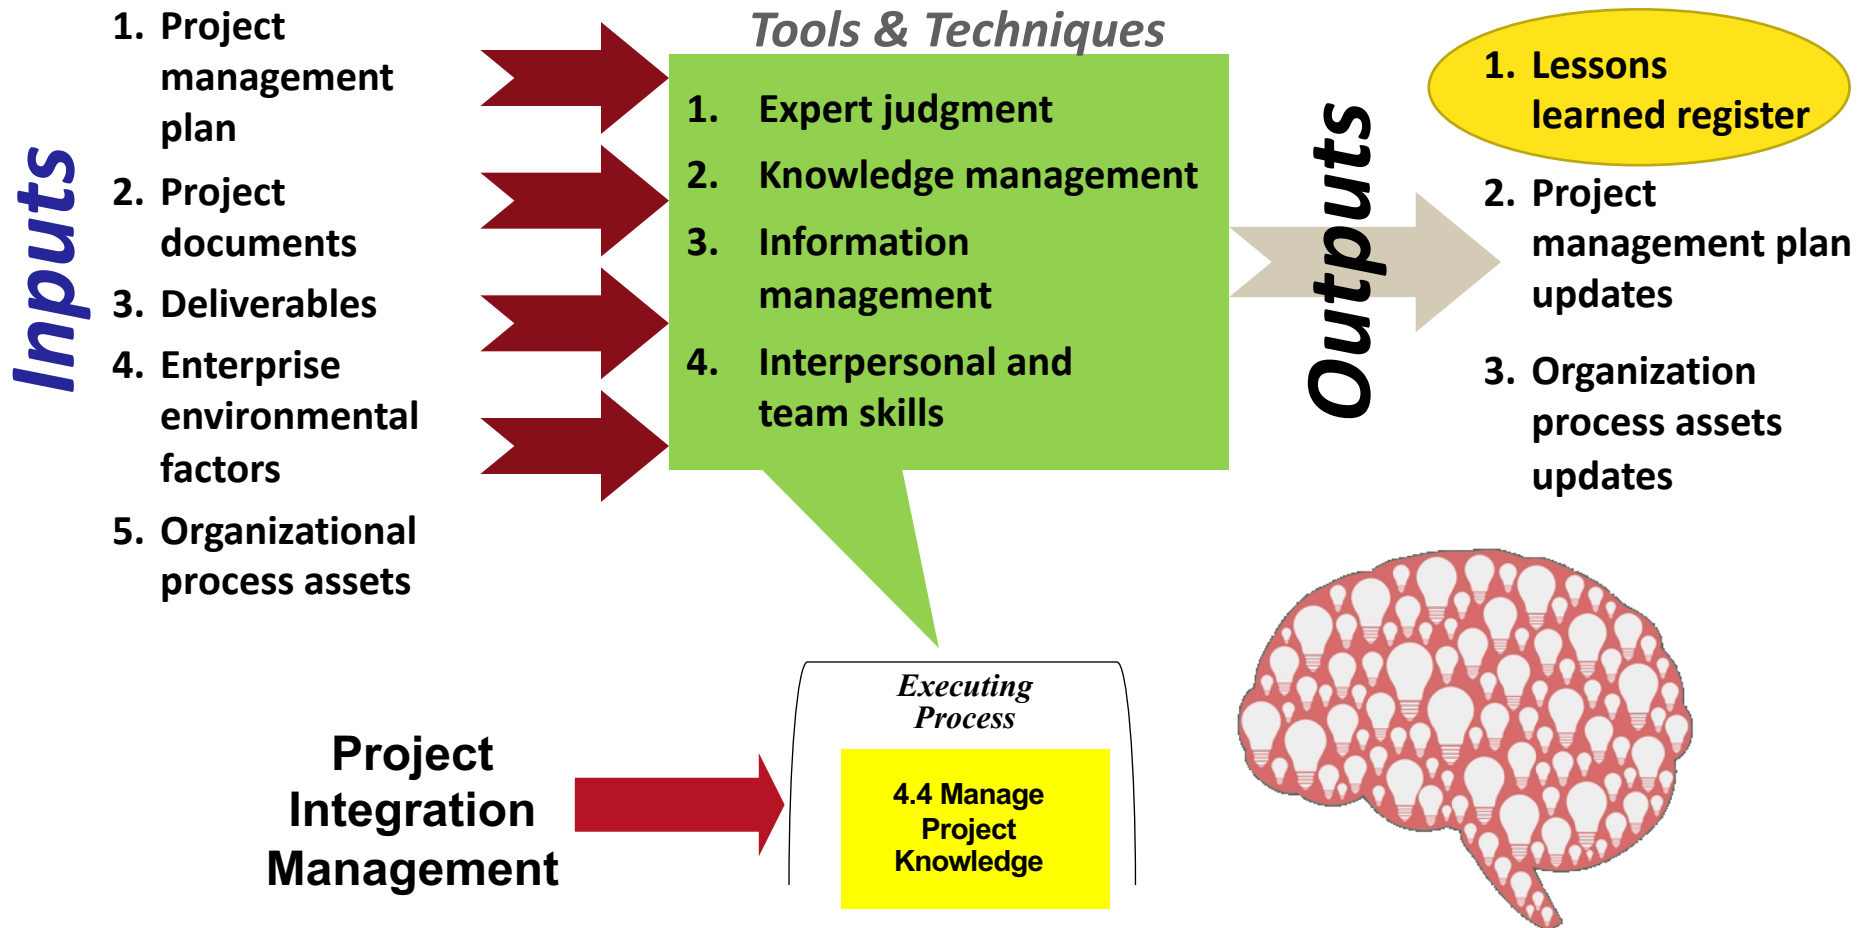 Inputs
1. Project
management
plan
2. Project
documents
3. Deliverables
4. Enterprise
environmental
factors
5. Organizational
process assets
Tools & Techniques
1. Expert judgment
2. Knowledge management
3. Information
management
4. Interpersonal and
team skills
Outputs
1. Lessons
learned register
2. Project
management plan
updates
3. Organization
process assets
updates
Project
Integration
Management
Executing
Process
4.4 Manage
Project
Knowledge